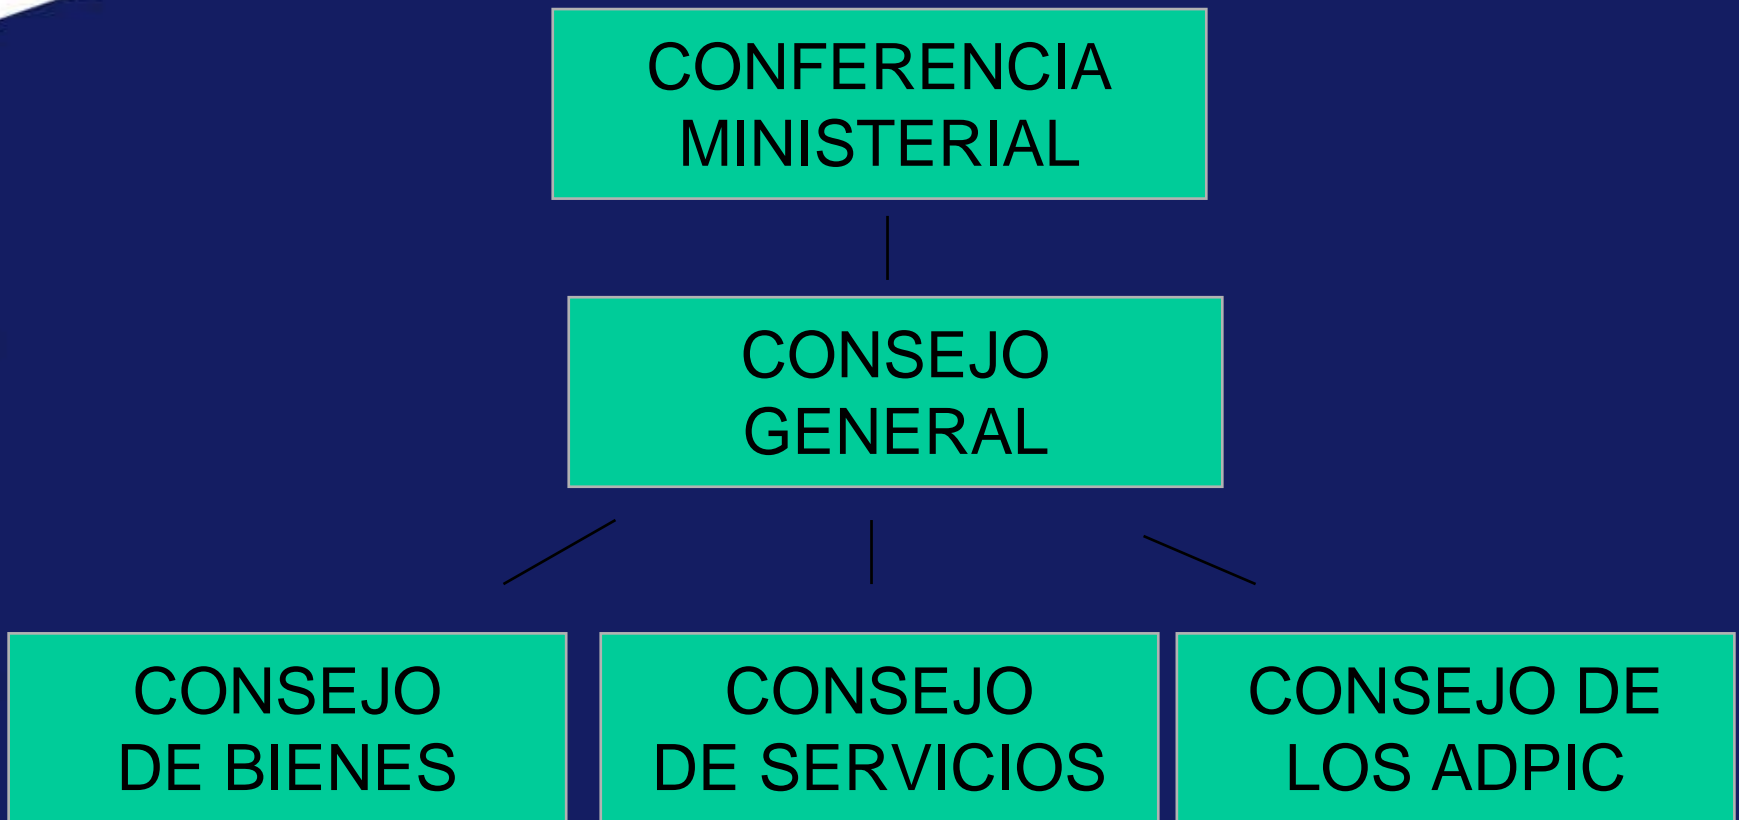 CONFERENCIA
MINISTERIAL
CONSEJO
GENERAL
CONSEJO
DE BIENES
CONSEJO
DE SERVICIOS
CONSEJO DE
LOS ADPIC